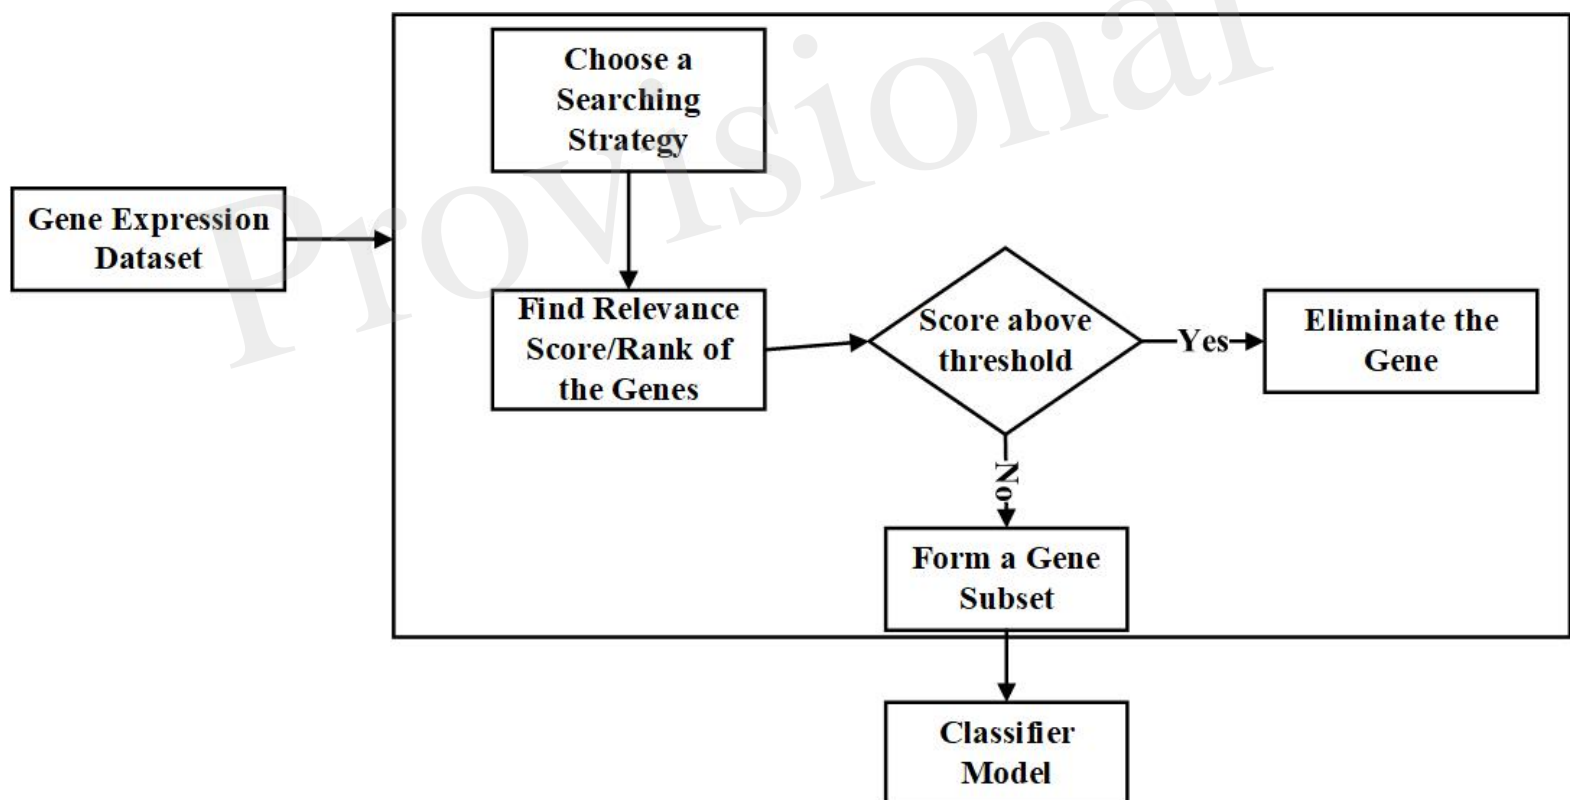 Provisional
Choose a
Searching
Strategy
Gene Expression
Dataset
Find Relevance
Score/Rank of
the Genes
Score above
threshold
Yes
Eliminate the
Gene
No
Form a Gene
Subset
Classifier
Model